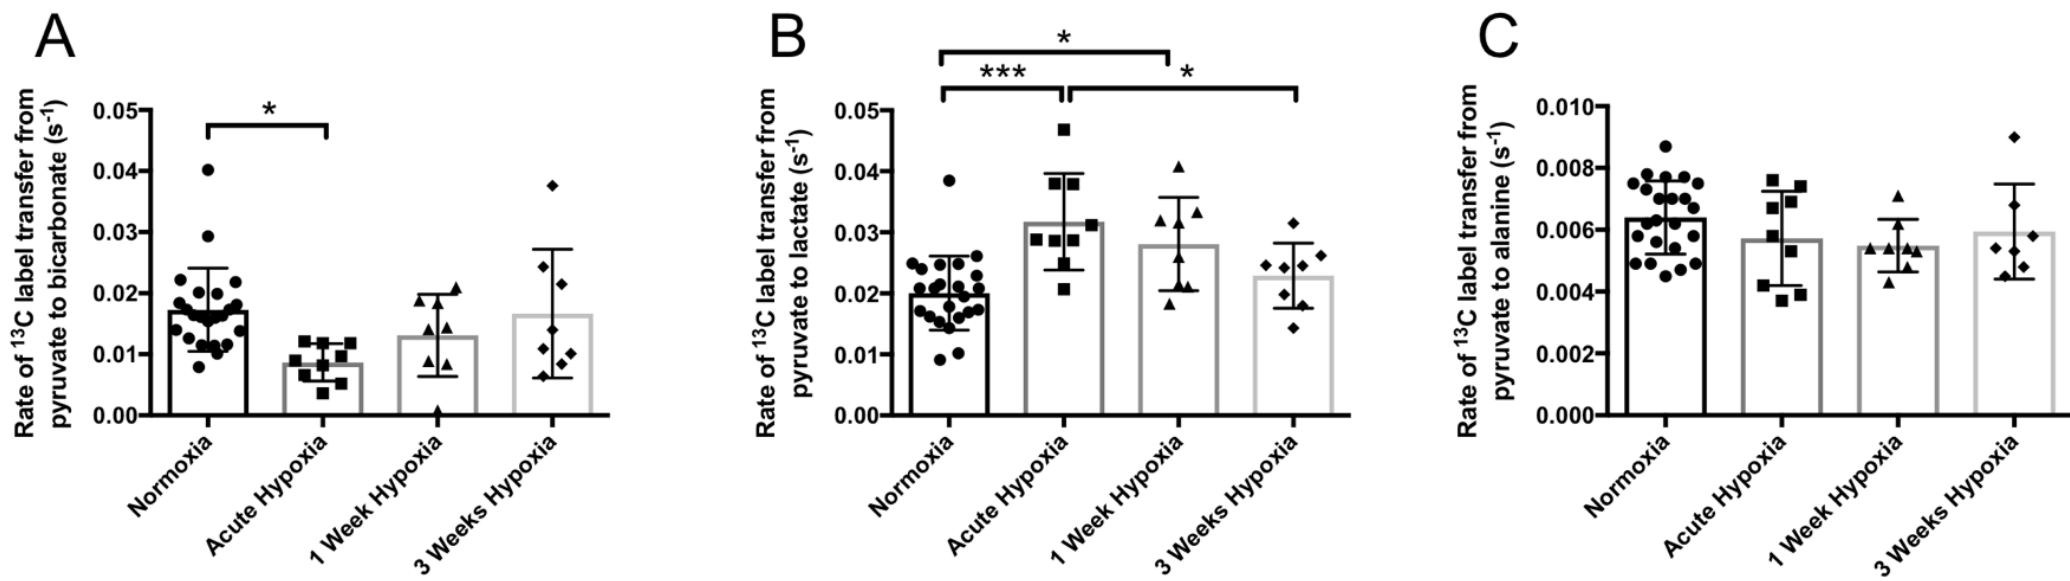 A
Rate of ¹³C label transfer from
pyruvate to bicarbonate (s⁻¹)
0.05
0.04
0.03
0.02
0.01
0.00
*
Normoxia
Acute Hypoxia
1 Week Hypoxia
3 Weeks Hypoxia
B
Rate of ¹³C label transfer from
pyruvate to lactate (s⁻¹)
0.05
0.04
0.03
0.02
0.01
0.00
*
***
*
Normoxia
Acute Hypoxia
1 Week Hypoxia
3 Weeks Hypoxia
C
Rate of ¹³C label transfer from
pyruvate to alanine (s⁻¹)
0.010
0.008
0.006
0.004
0.002
0.000
Normoxia
Acute Hypoxia
1 Week Hypoxia
3 Weeks Hypoxia